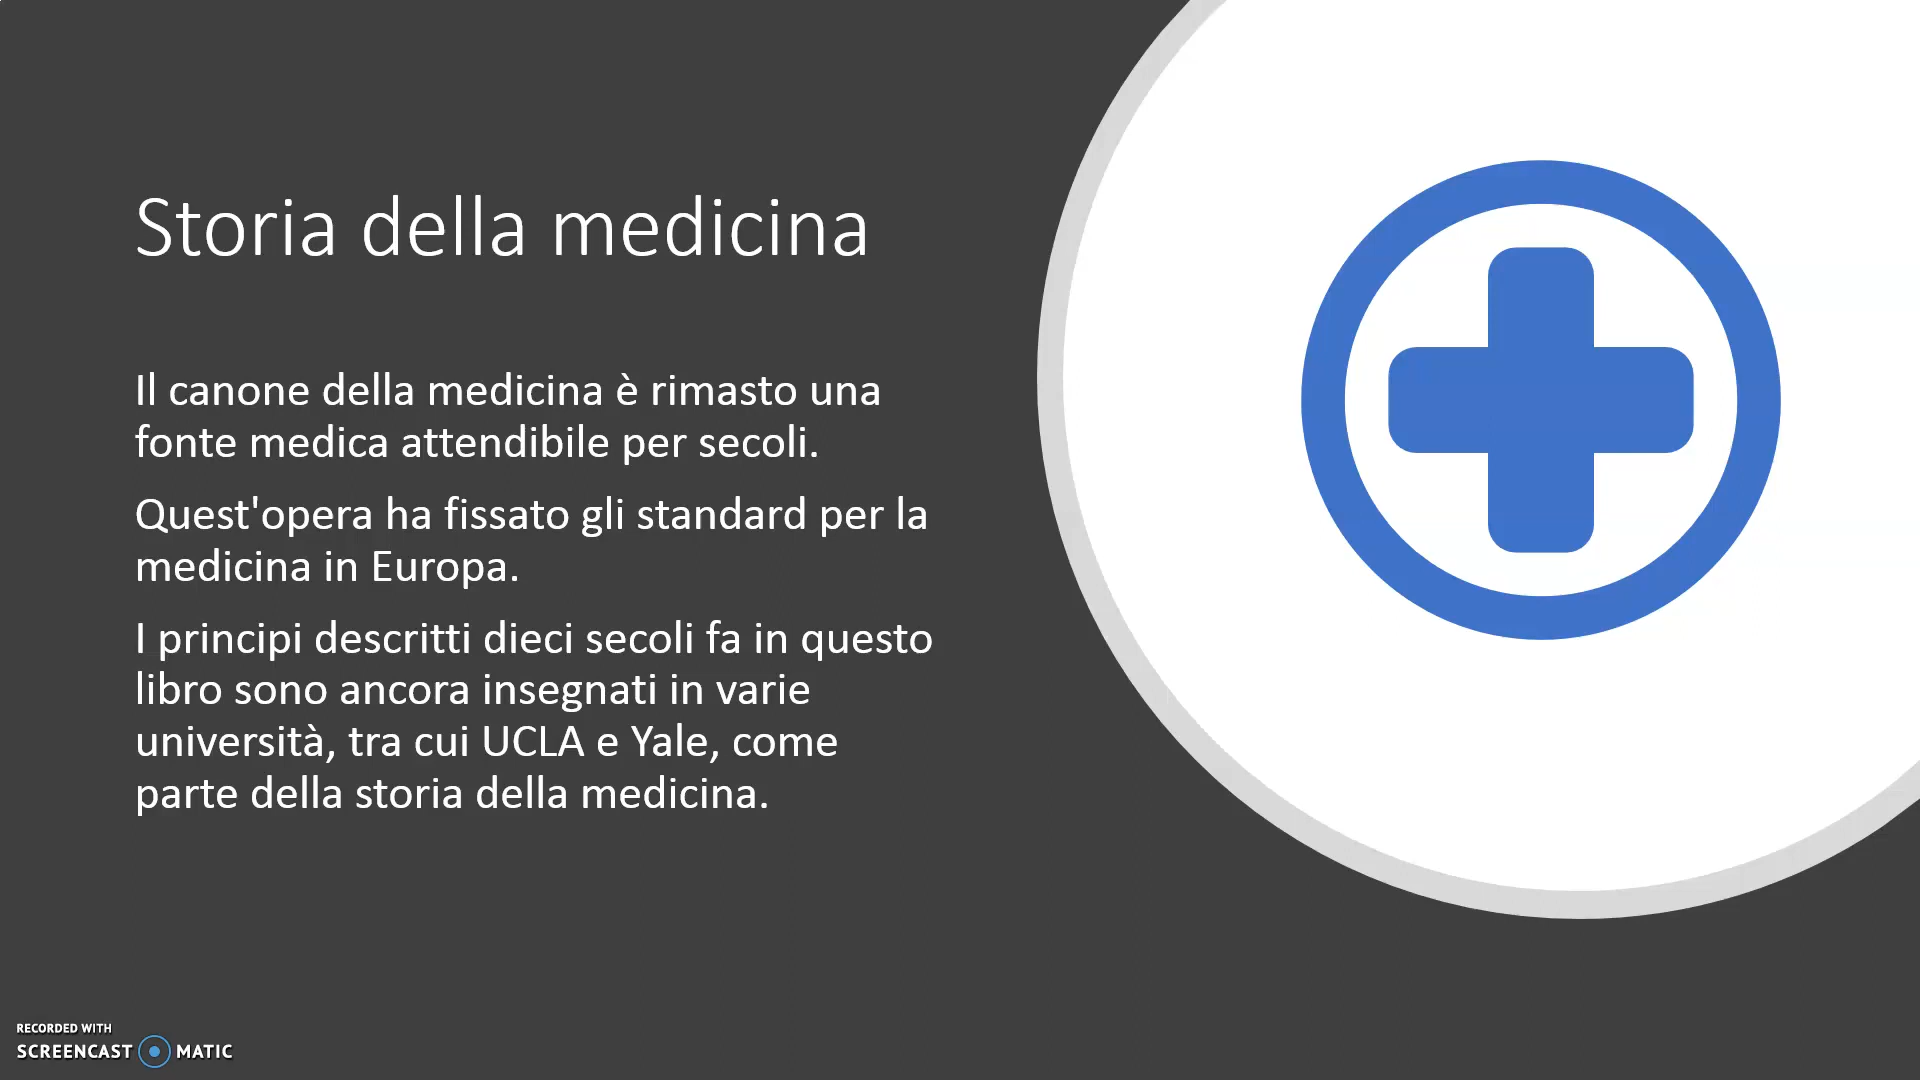 Storia della medicina
Il canone della medicina è rimasto una
fonte medica attendibile per secoli.
Quest'opera ha fissato gli standard per la
medicina in Europa.
I principi descritti dieci secoli fa in questo
libro sono ancora insegnati in varie
università, tra cui UCLA e Yale, come
parte della storia della medicina.
RECORDED WITH
SCREENCAST MATIC